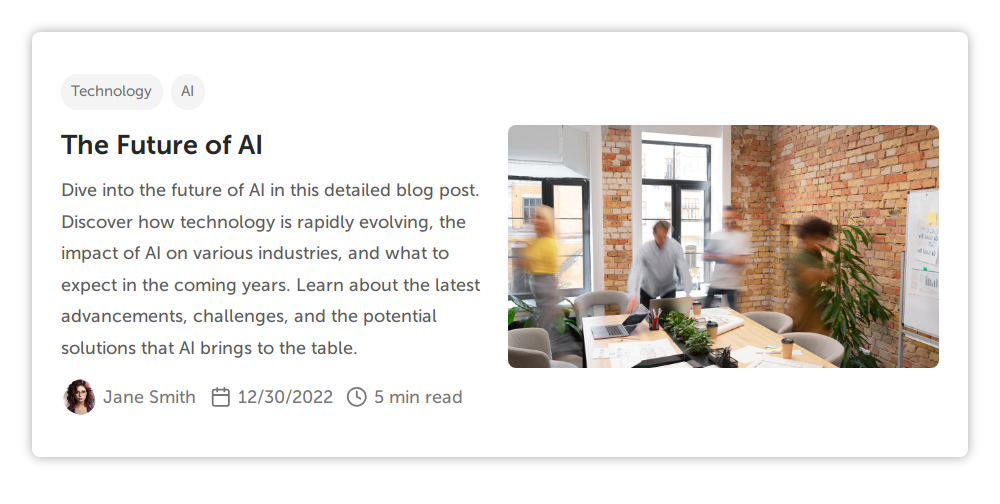 Technology AI
The Future of AI
Dive into the future of AI in this detailed blog post.
Discover how technology is rapidly evolving, the
impact of AI on various industries, and what to
expect in the coming years. Learn about the latest
advancements, challenges, and the potential
solutions that AI brings to the table.
Jane Smith 12/30/2022 5 min read